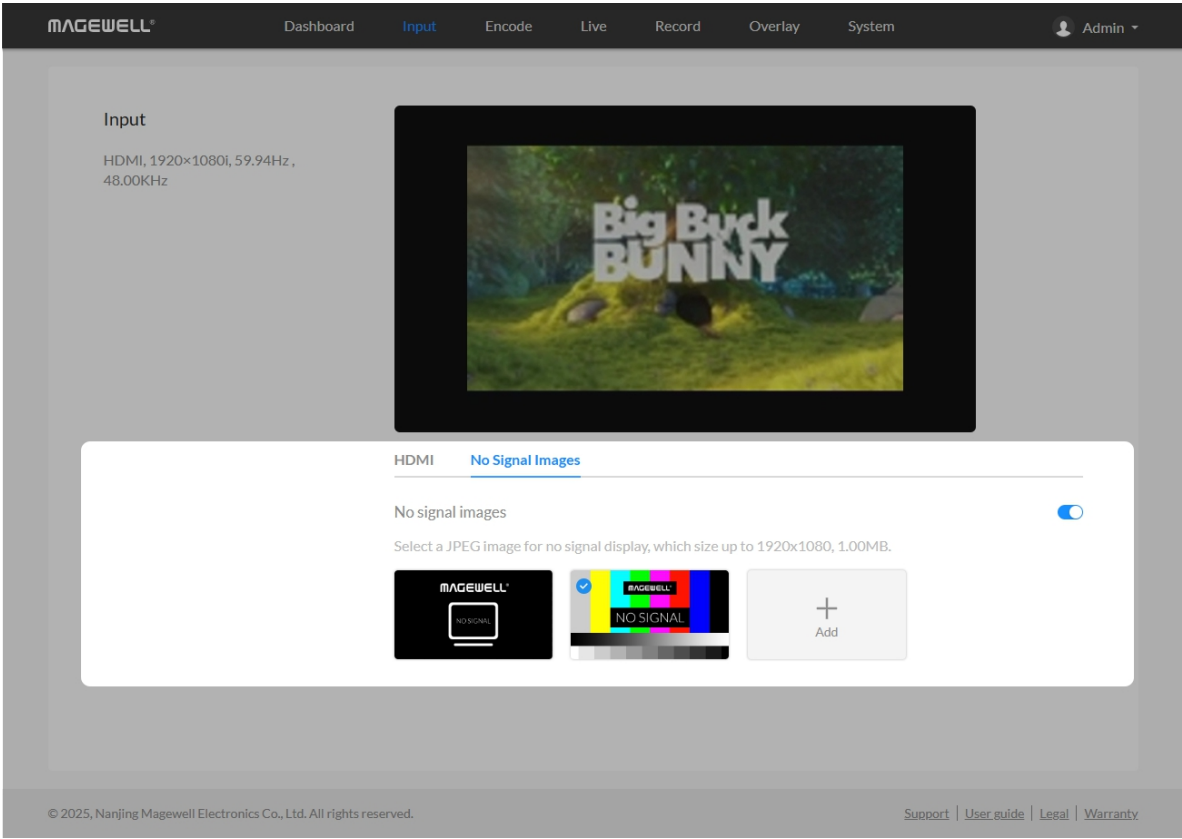 MAGEWELL®
Dashboard Input Encode Live Record Overlay System
Admin
Input
HDMI, 1920×1080i, 59.94Hz ,
48.00KHz
Big Buck
BUNNY
HDMI No Signal Images
No signal images
Select a JPEG image for no signal display, which size up to 1920x1080, 1.00MB.
MAGEWELL®
NO SIGNAL
MAGEWELL®
NO SIGNAL
Add
© 2025, Nanjing Magewell Electronics Co., Ltd. All rights reserved.
Support | User guide | Legal | Warranty